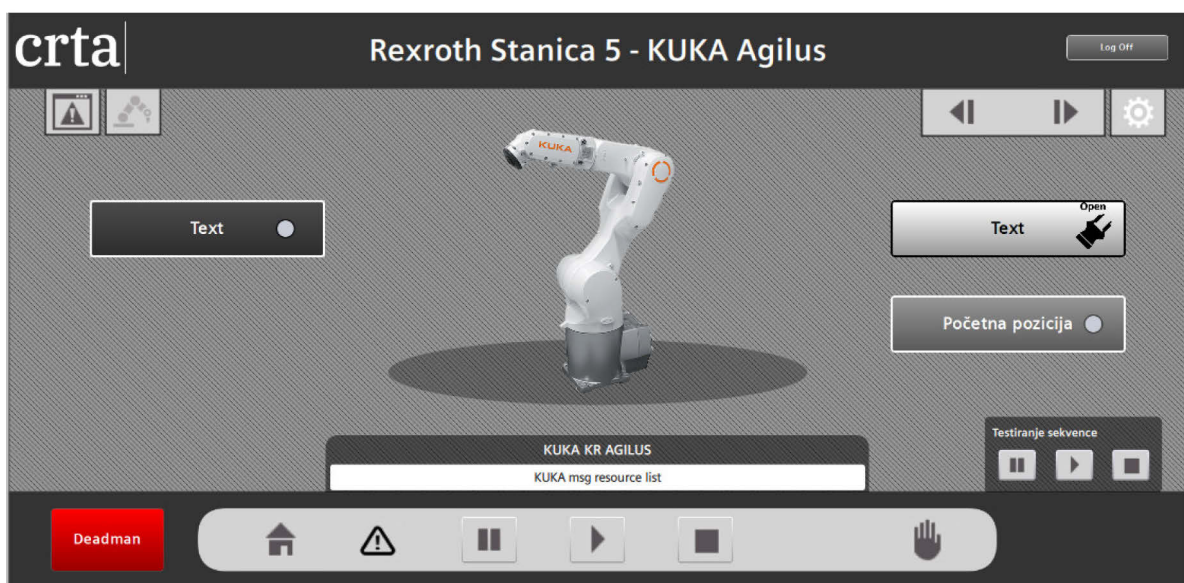 crta
Rexroth Stanica 5 - KUKA Agilus
Log Off
KUKA
Text
Open
Text
Početna pozicija
Testiranje sekvence
KUKA KR AGILUS
KUKA msg resource list
Deadman